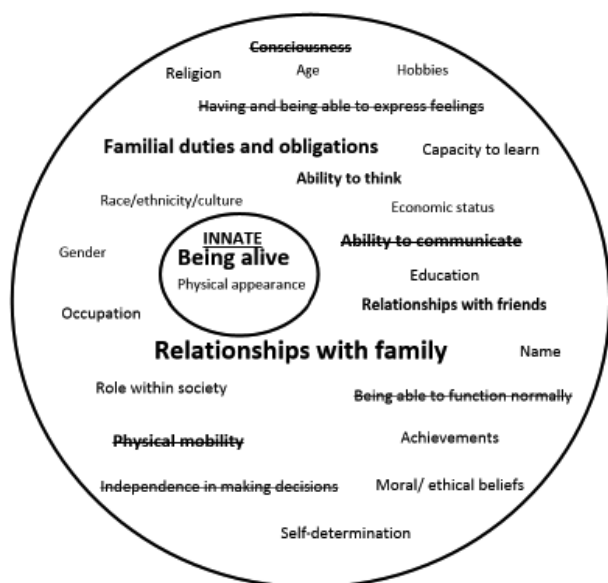 Consciousness
Religion
Age
Hobbies
Having and being able to express feelings
Familial duties and obligations
Capacity to learn
Ability to think
Race/ethnicity/culture
Economic status
INNATE
Ability to communicate
Gender
Being alive
Education
Physical appearance
Relationships with friends
Occupation
Relationships with family
Name
Role within society
Being able to function normally
Physical mobility
Achievements
Independence in making decisions
Moral/ ethical beliefs
Self-determination